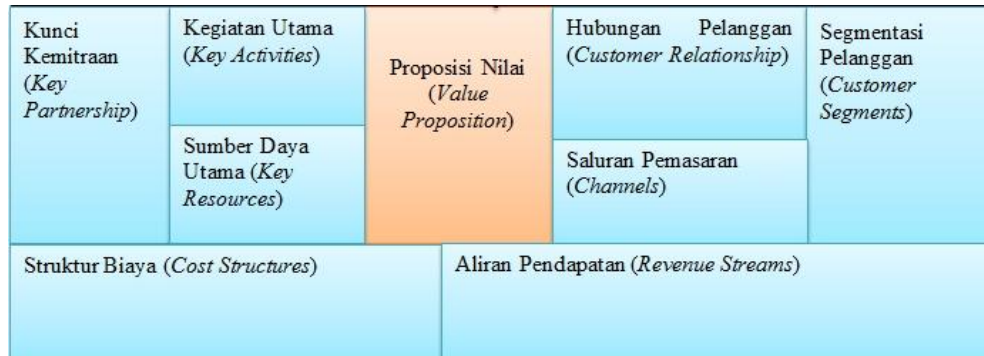 Kunci
Kemitraan
(Key
Partnership)
Kegiatan Utama
(Key Activities)
Sumber Daya
Utama (Key
Resources)
Proposisi Nilai
(Value
Proposition)
Hubungan Pelanggan
(Customer Relationship)
Saluran Pemasaran
(Channels)
Segmentasi
Pelanggan
(Customer
Segments)
Struktur Biaya (Cost Structures)
Aliran Pendapatan (Revenue Streams)